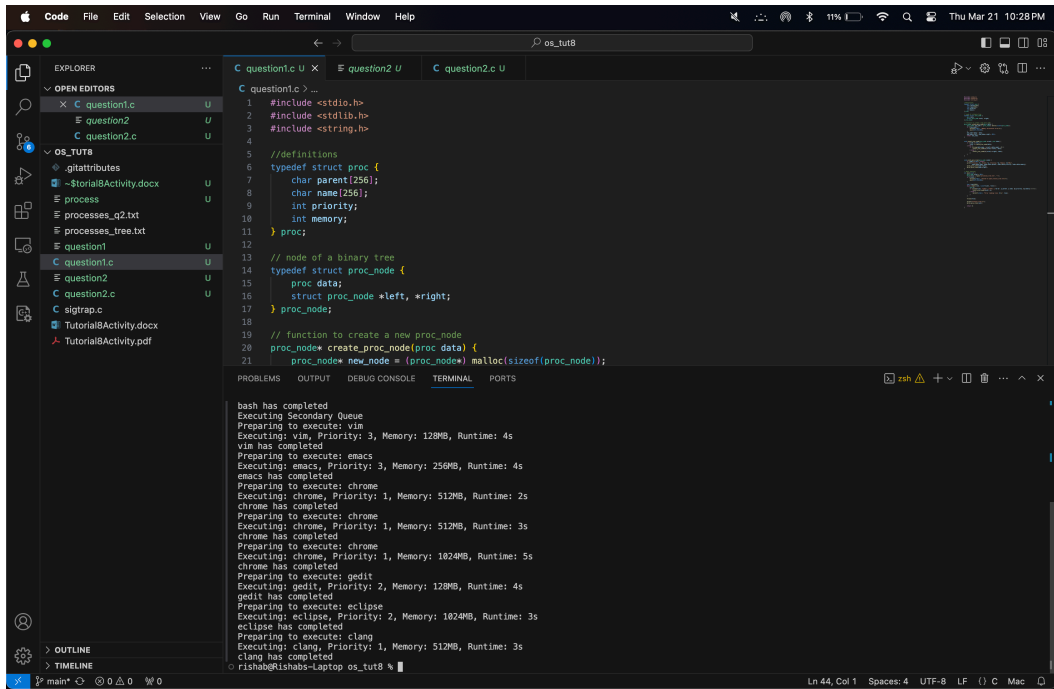 Code File Edit Selection View Go Run Terminal Window Help 11% Thu Mar 21 10:28 PM
os_tut8
EXPLORER
OPEN EDITORS
question1.c U
question2 U
question2.c U
OS_TUT8
.gitattributes
~$torial8Activity.docx U
process U
processes_q2.txt
processes_tree.txt
question1 U
question1.c U
question2 U
question2.c U
sigtrap.c
Tutorial8Activity.docx
Tutorial8Activity.pdf
OUTLINE
TIMELINE
6
C question1.c U C question2 U C question2.c U
C question1.c > ...
1 #include <stdio.h>
2 #include <stdlib.h>
3 #include <string.h>
4
5 //definitions
6 typedef struct proc {
7 char parent[256];
8 char name[256];
9 int priority;
10 int memory;
11 } proc;
12
13 // node of a binary tree
14 typedef struct proc_node {
15 proc data;
16 struct proc_node *left, *right;
17 } proc_node;
18
19 // function to create a new proc_node
20 proc_node* create_proc_node(proc data) {
21 proc_node* new_node = (proc_node*) malloc(sizeof(proc_node));
PROBLEMS OUTPUT DEBUG CONSOLE TERMINAL PORTS zsh
bash has completed
Executing Secondary Queue
Preparing to execute: vim
Executing: vim, Priority: 3, Memory: 128MB, Runtime: 4s
vim has completed
Preparing to execute: emacs
Executing: emacs, Priority: 3, Memory: 256MB, Runtime: 4s
emacs has completed
Preparing to execute: chrome
Executing: chrome, Priority: 1, Memory: 512MB, Runtime: 2s
chrome has completed
Preparing to execute: chrome
Executing: chrome, Priority: 1, Memory: 512MB, Runtime: 3s
chrome has completed
Preparing to execute: chrome
Executing: chrome, Priority: 1, Memory: 1024MB, Runtime: 5s
chrome has completed
Preparing to execute: gedit
Executing: gedit, Priority: 2, Memory: 128MB, Runtime: 4s
gedit has completed
Preparing to execute: eclipse
Executing: eclipse, Priority: 2, Memory: 1024MB, Runtime: 3s
eclipse has completed
Preparing to execute: clang
Executing: clang, Priority: 1, Memory: 512MB, Runtime: 3s
clang has completed
rishab@Rishabs-Laptop os_tut8 %
main* 0 0 0 Ln 44, Col 1 Spaces: 4 UTF-8 LF {} C Mac